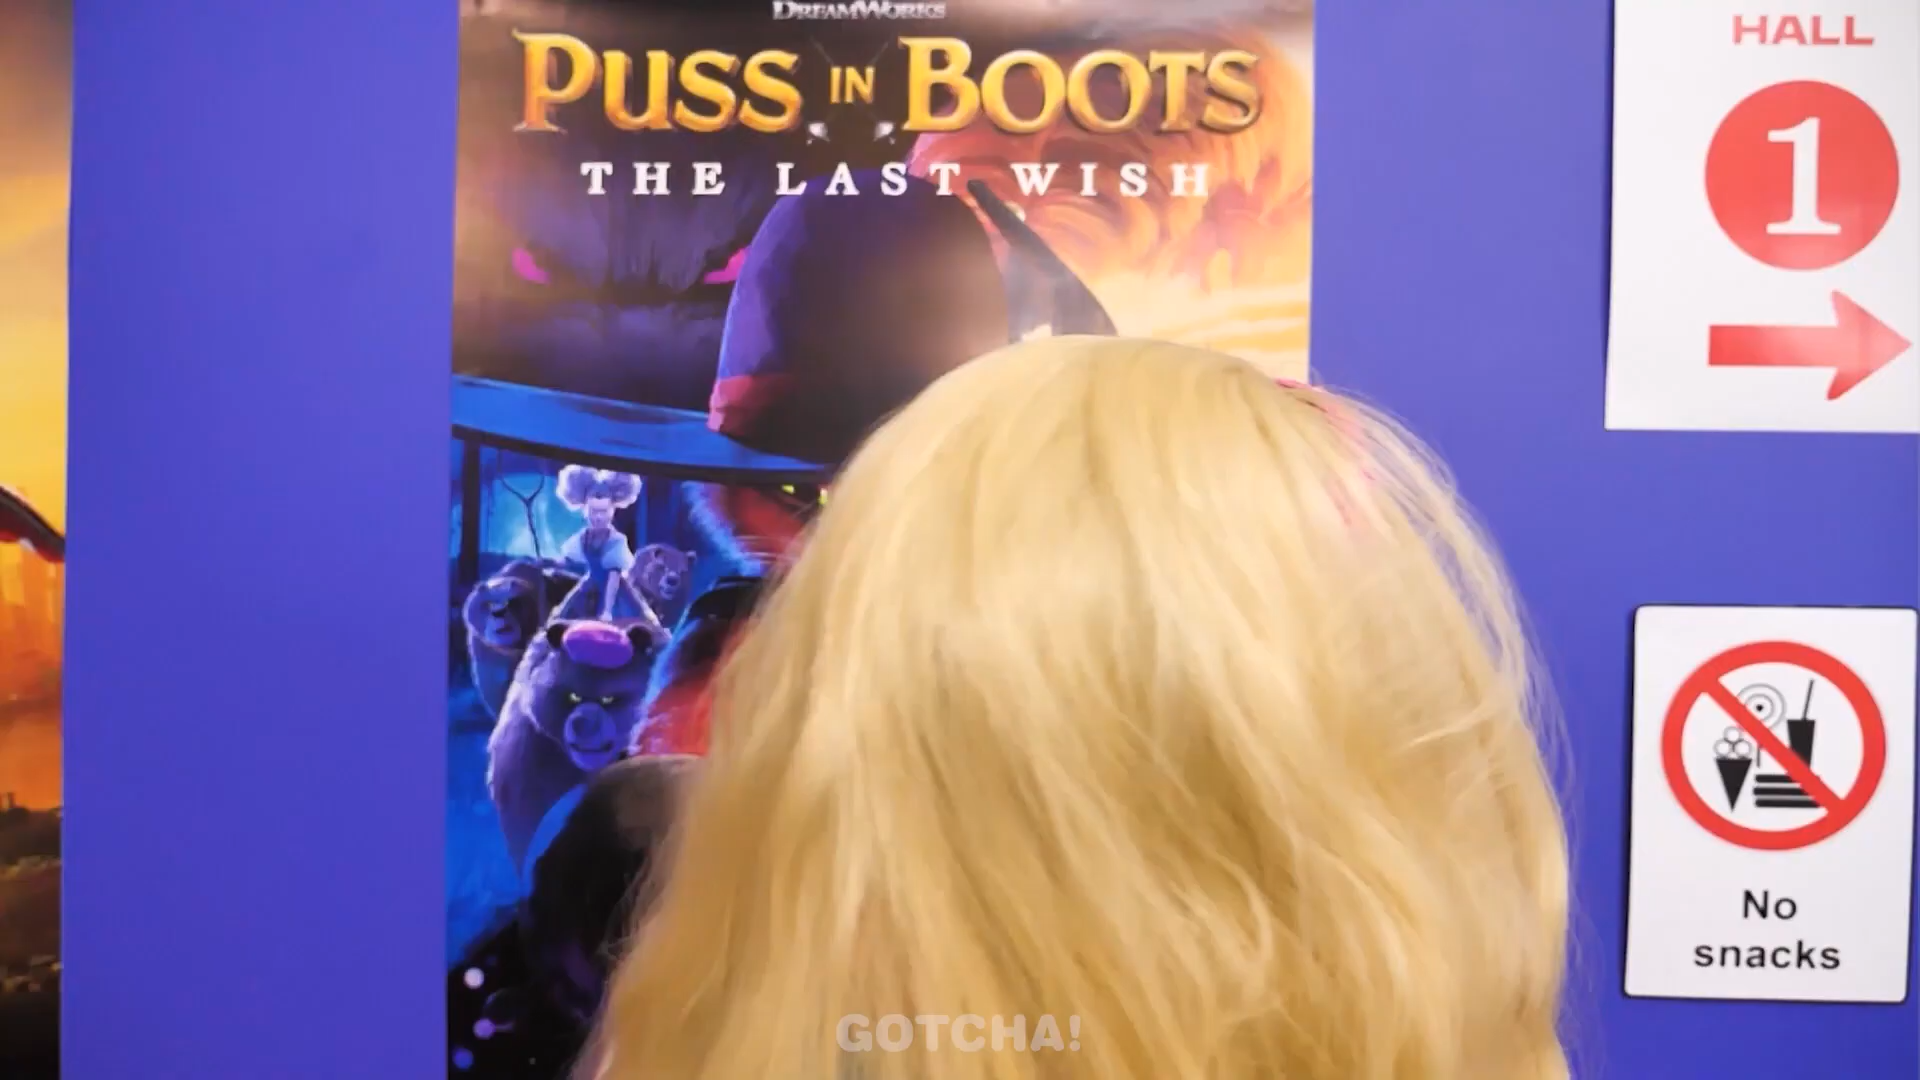 DREAMWORKS
PUSS IN BOOTS
THE LAST WISH
HALL
1
No
snacks
GOTCHA!